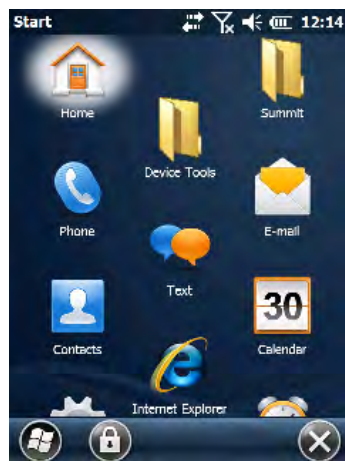 Start 12:14
Home
Summit
Device Tools
Phone
E-mail
Text
30
Contacts
Calendar
Internet Explorer